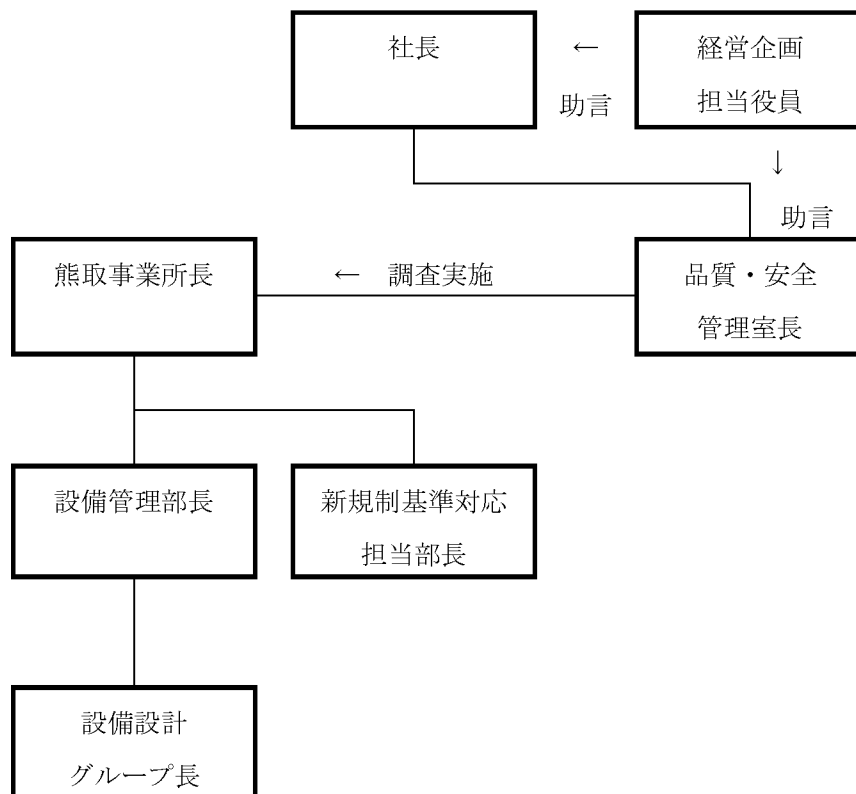 社長
←
助言
経営企画
担当役員
↓
助言
熊取事業所長
← 調査実施
品質・安全
管理室長
設備管理部長
新規制基準対応
担当部長
設備設計
グループ長